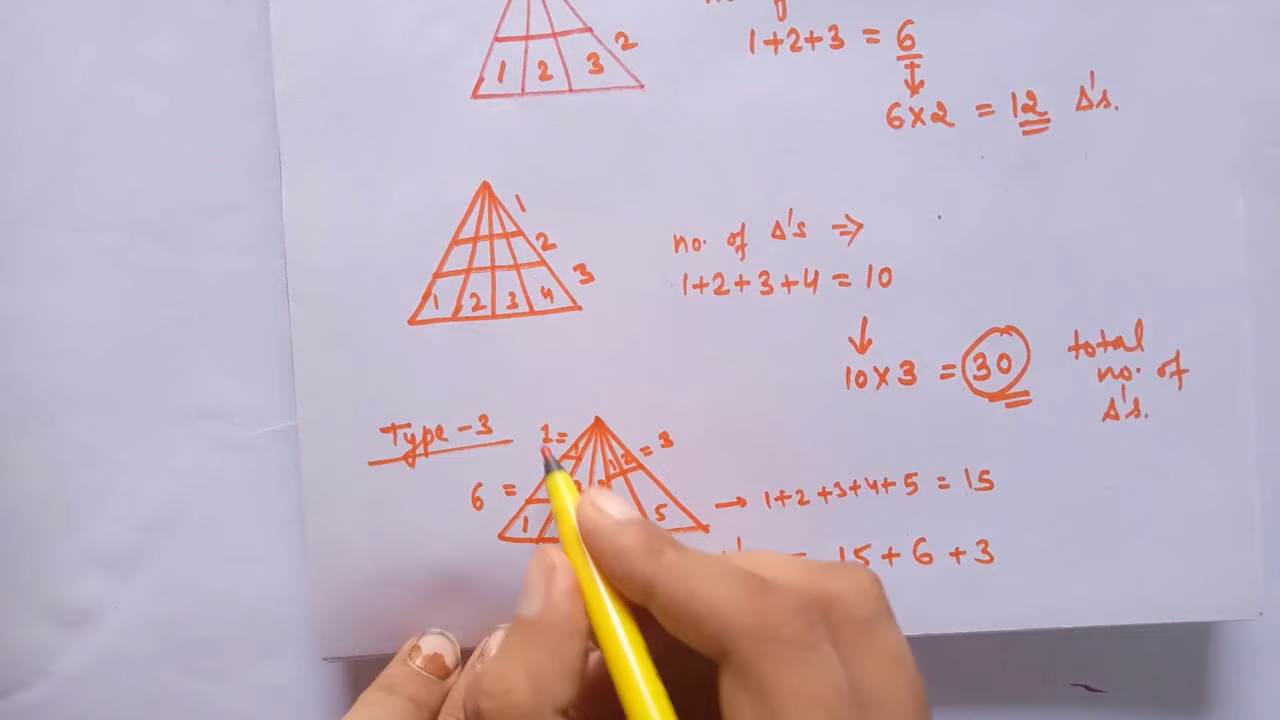 1+2+3 = 6
1 2 3 2
6×2 = 12 Δ's.
1
no. of Δ's ⇒
2
1+2+3+4 = 10
3
1 2 3 4
10×3 = 30 total no. of Δ's.
Type-3
1=
1 2 = 3
6 =
→ 1+2+3+4+5 = 15
1 5
= 15+6+3